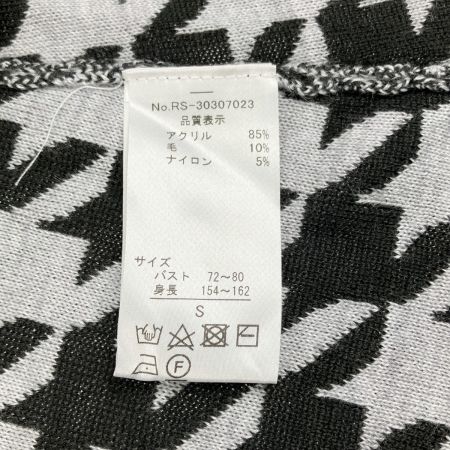 No.RS-30307023
品質表示
アクリル 85%
毛 10%
ナイロン 5%
サイズ
バスト 72〜80
身長 154〜162
S
F